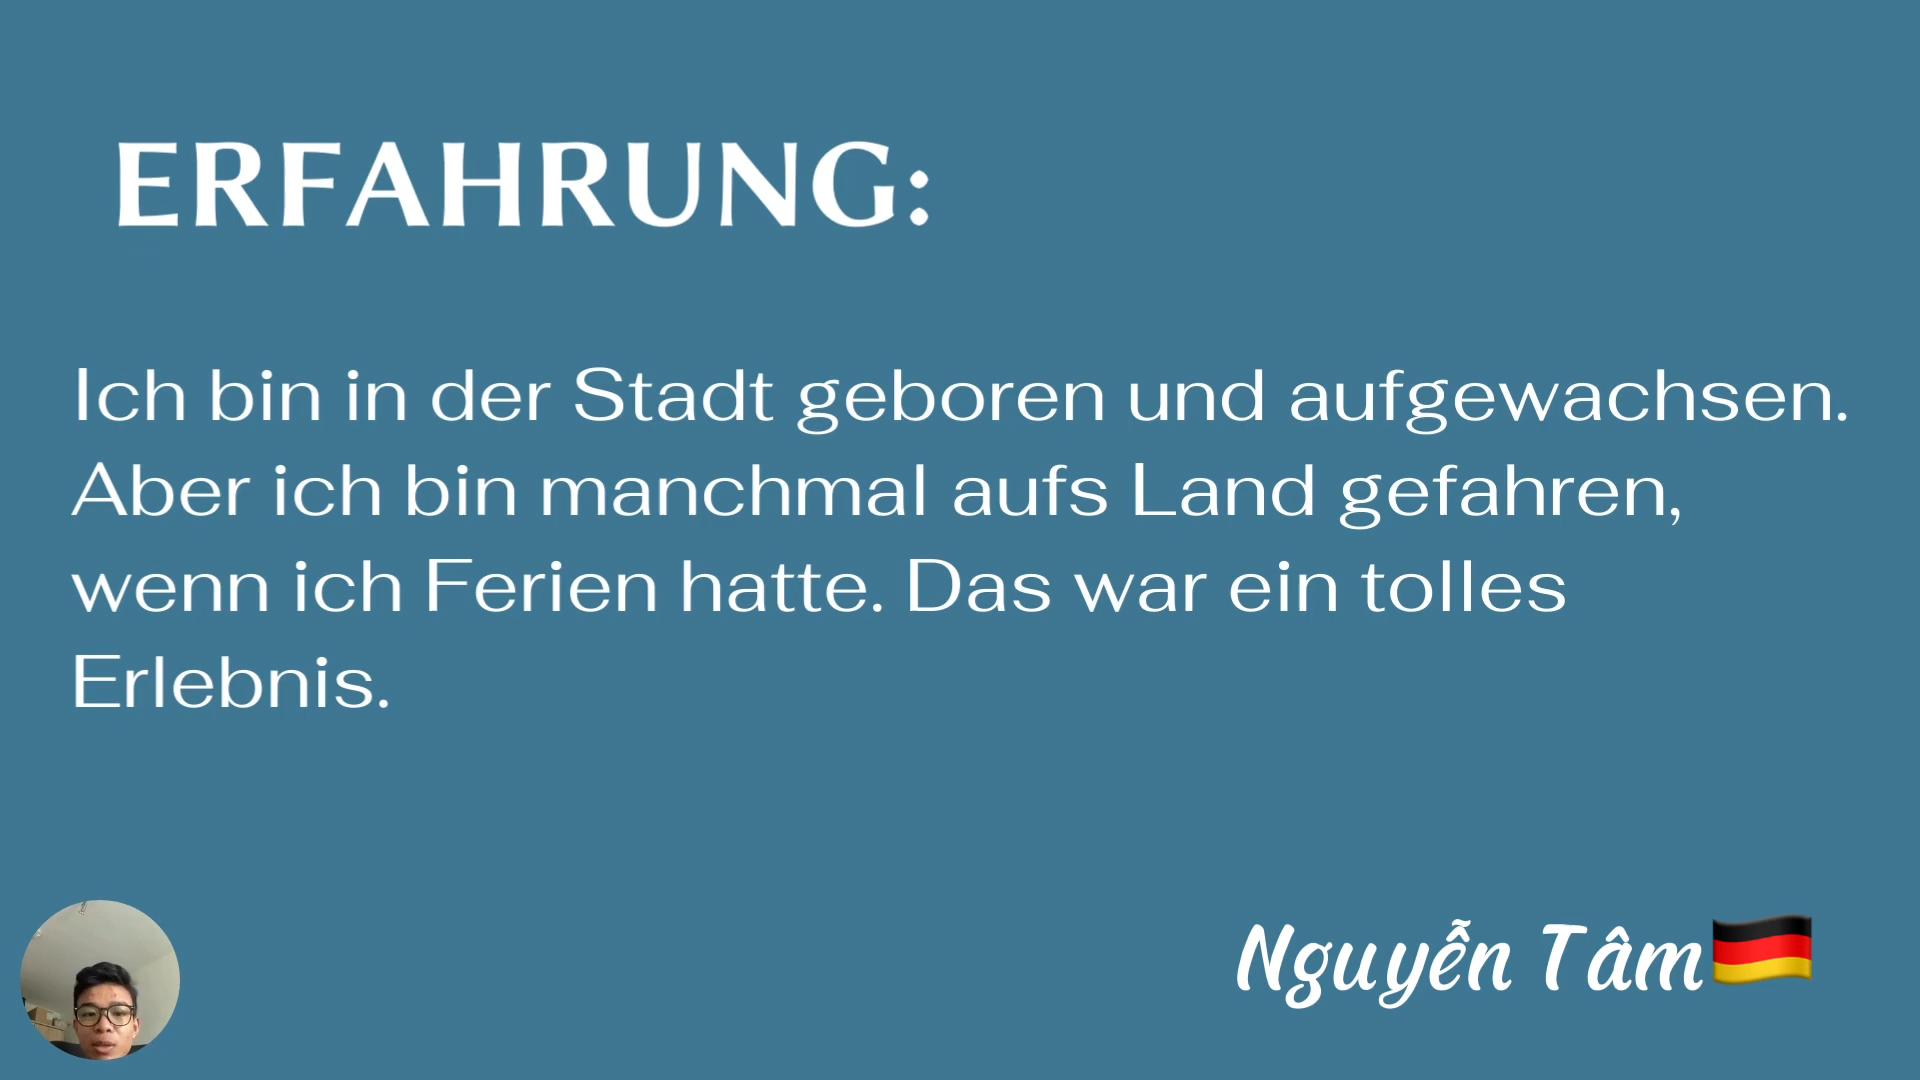 ERFAHRUNG:
Ich bin in der Stadt geboren und aufgewachsen.
Aber ich bin manchmal aufs Land gefahren,
wenn ich Ferien hatte. Das war ein tolles
Erlebnis.
Nguyễn Tâm